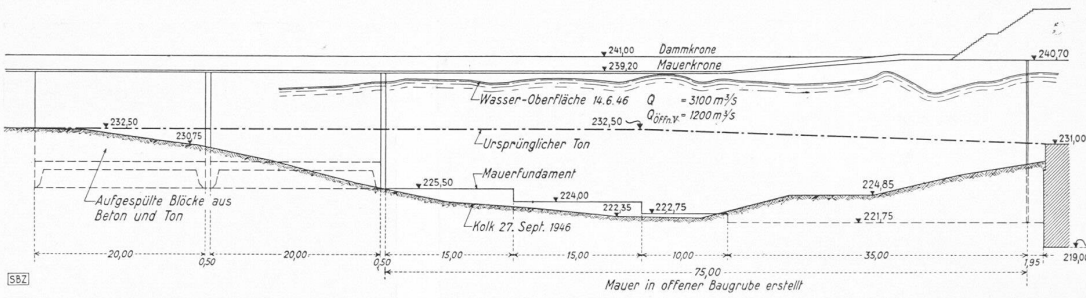 241,00 Dammkrone
239,20 Mauerkrone
240,70
Wasser-Oberfläche 14.6.46 Q = 3100 m³/s
Q Öffn.V. = 1200 m³/s
232,50
232,50
230,75
Ursprünglicher Ton
231,00
Mauerfundament
225,50
224,00
224,85
222,35
222,75
221,75
Aufgespülte Blöcke aus
Beton und Ton
Kolk 27. Sept. 1946
219,00
20,00 0,50 20,00 0,50 15,00 15,00 10,00 35,00 1,95
75,00
Mauer in offener Baugrube erstellt
SBZ